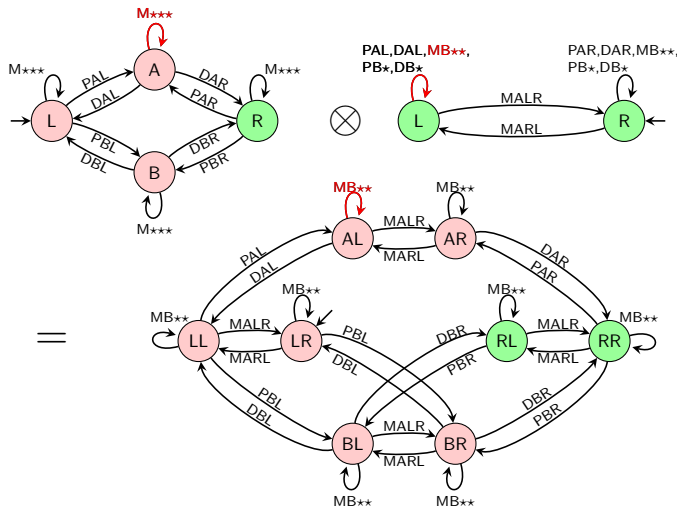 M⋆⋆⋆
PAL,DAL,MB⋆⋆,
PB⋆,DB⋆
PAR,DAR,MB⋆⋆,
PB⋆,DB⋆
M⋆⋆⋆
PAL
A
DAR
M⋆⋆⋆
DAL
PAR
L
R
⊗
L
MALR
MARL
R
PBL
DBL
B
DBR
PBR
M⋆⋆⋆
MB⋆⋆
MB⋆⋆
AL
MALR
MARL
AR
PAL
DAL
DAR
PAR
MB⋆⋆
MB⋆⋆
MB⋆⋆
MB⋆⋆
=
LL
MALR
MARL
LR
PBL
DBL
DBR
PBR
RL
MALR
MARL
RR
PBL
DBL
DBR
PBR
BL
MALR
MARL
BR
MB⋆⋆
MB⋆⋆